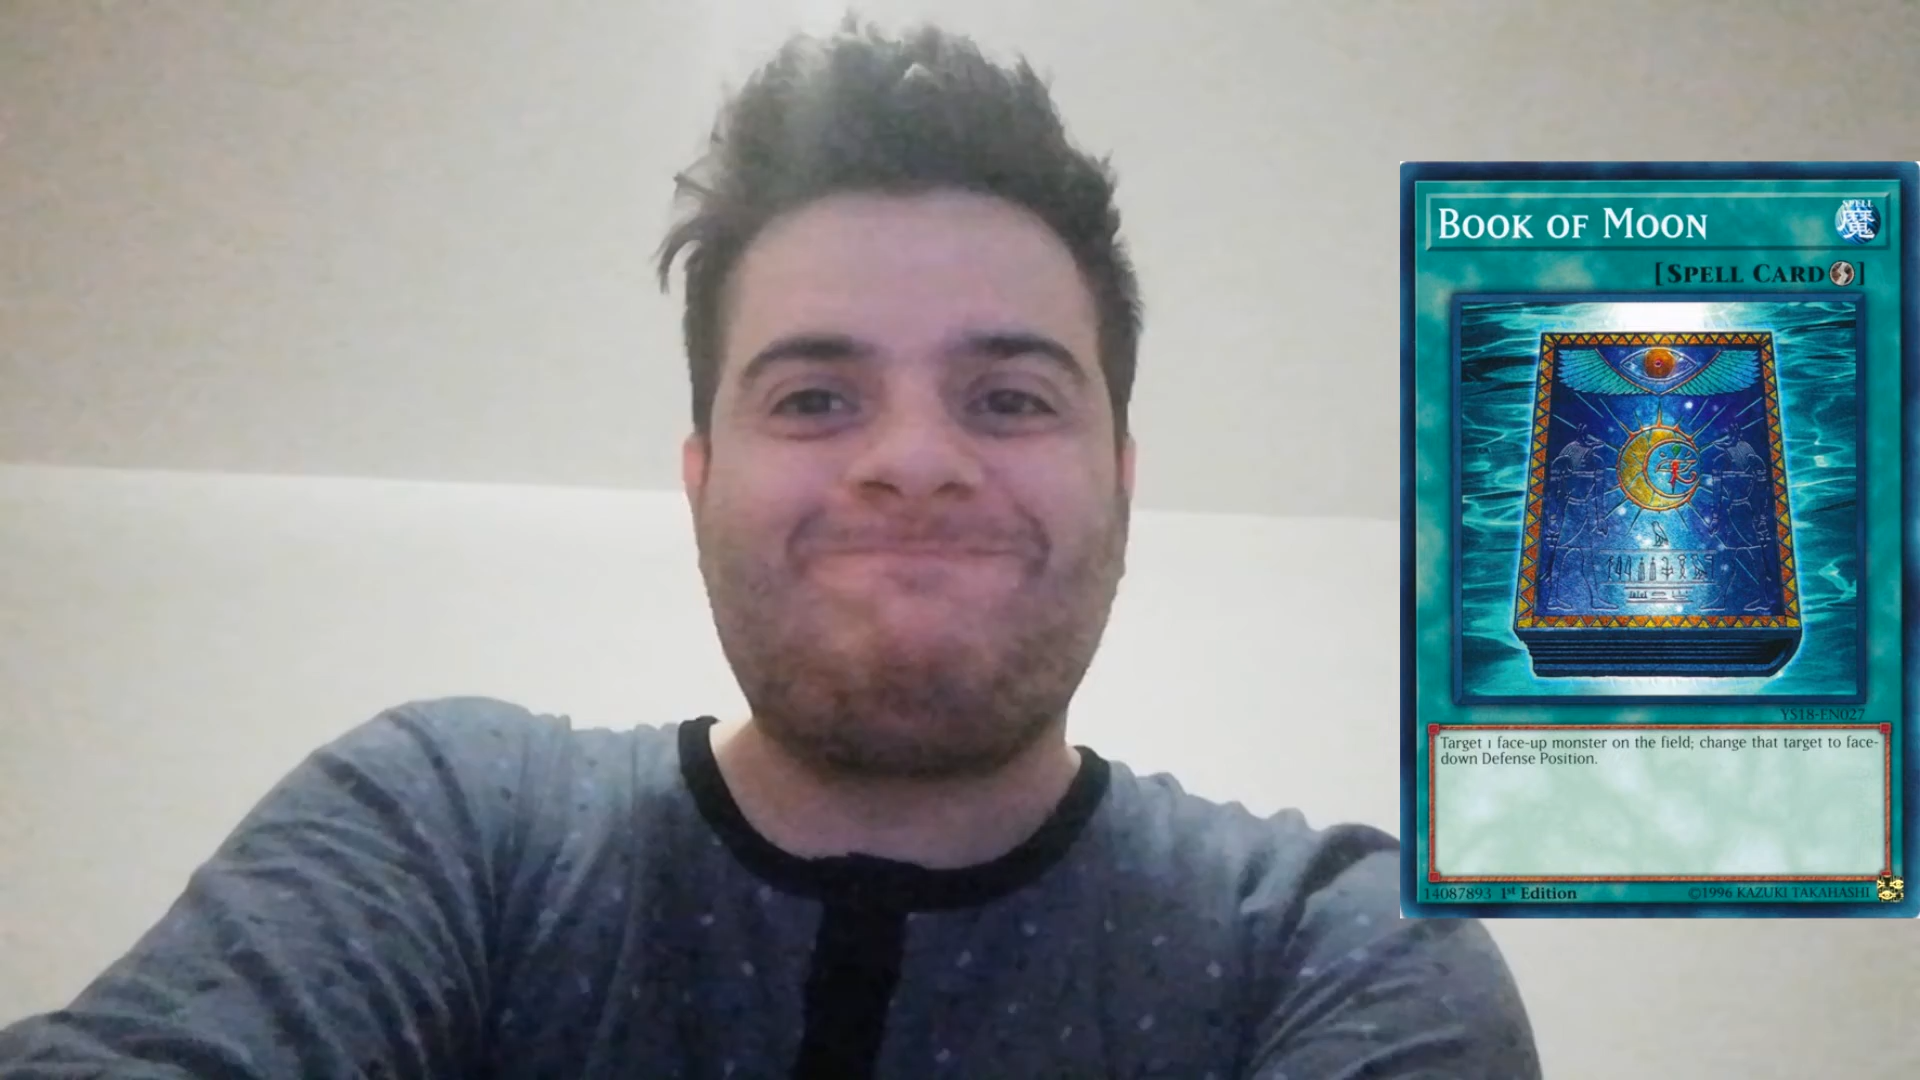 BOOK OF MOON
SPELL
魔
[SPELL CARD]
YS18-EN027
Target 1 face-up monster on the field; change that target to face-
down Defense Position.
14087893 1st Edition ©1996 KAZUKI TAKAHASHI